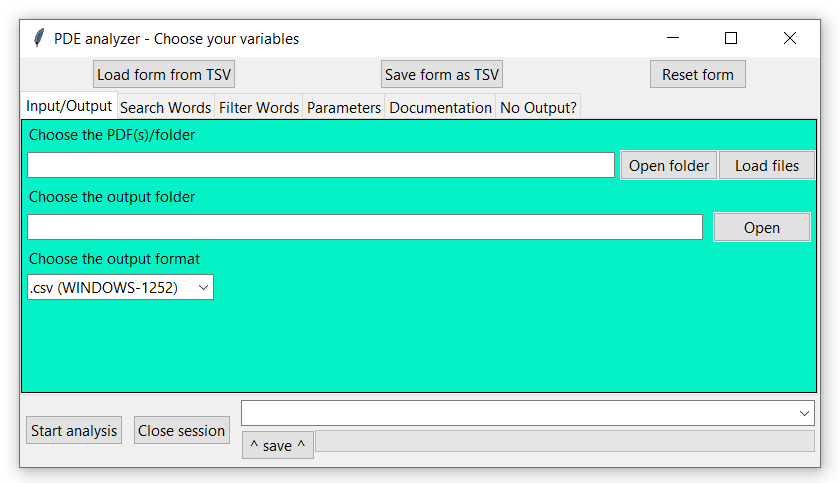 PDE analyzer - Choose your variables
Load form from TSV Save form as TSV Reset form
Input/Output Search Words Filter Words Parameters Documentation No Output?
Choose the PDF(s)/folder
Open folder Load files
Choose the output folder
Open
Choose the output format
.csv (WINDOWS-1252)
Start analysis Close session
^ save ^